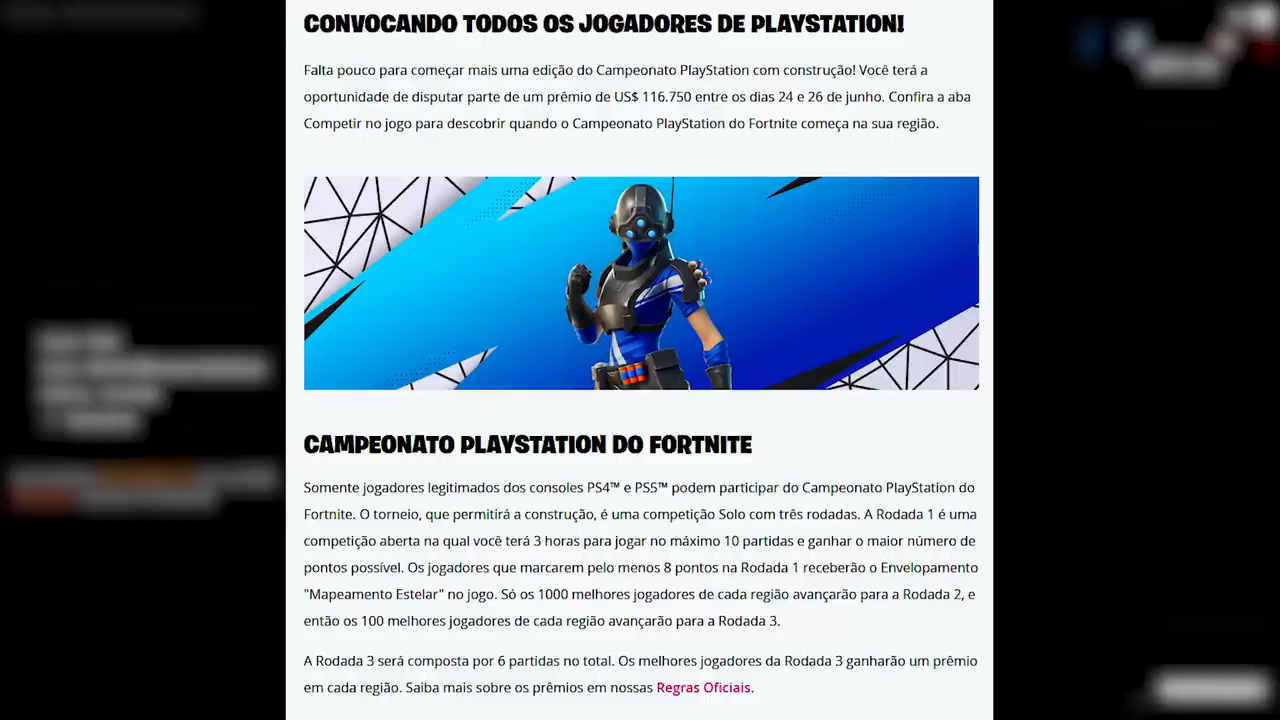 CONVOCANDO TODOS OS JOGADORES DE PLAYSTATION!
Falta pouco para começar mais uma edição do Campeonato PlayStation com construção! Você terá a
oportunidade de disputar parte de um prêmio de US$ 116.750 entre os dias 24 e 26 de junho. Confira a aba
Competir no jogo para descobrir quando o Campeonato PlayStation do Fortnite começa na sua região.
CAMPEONATO PLAYSTATION DO FORTNITE
Somente jogadores legitimados dos consoles PS4™ e PS5™ podem participar do Campeonato PlayStation do
Fortnite. O torneio, que permitirá a construção, é uma competição Solo com três rodadas. A Rodada 1 é uma
competição aberta na qual você terá 3 horas para jogar no máximo 10 partidas e ganhar o maior número de
pontos possível. Os jogadores que marcarem pelo menos 8 pontos na Rodada 1 receberão o Envelopamento
"Mapeamento Estelar" no jogo. Só os 1000 melhores jogadores de cada região avançarão para a Rodada 2, e
então os 100 melhores jogadores de cada região avançarão para a Rodada 3.
A Rodada 3 será composta por 6 partidas no total. Os melhores jogadores da Rodada 3 ganharão um prêmio
em cada região. Saiba mais sobre os prêmios em nossas Regras Oficiais.